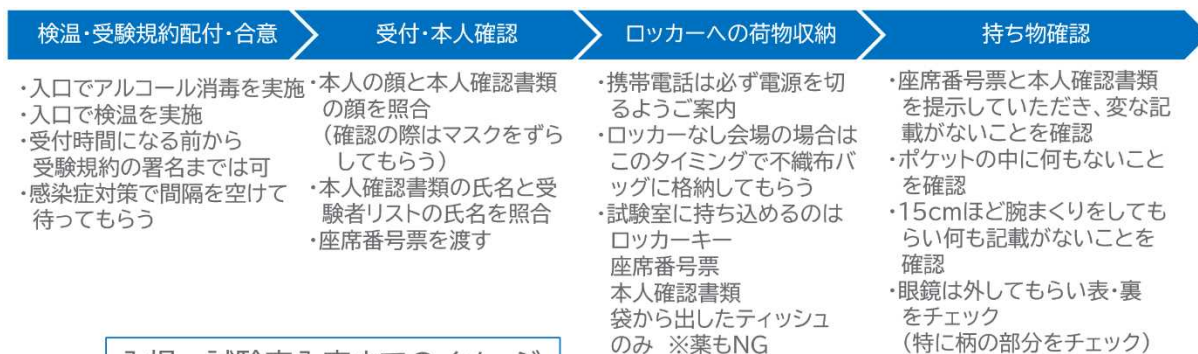 検温・受験規約配付・合意
受付・本人確認
ロッカーへの荷物収納
持ち物確認
・入口でアルコール消毒を実施
・入口で検温を実施
・受付時間になる前から
受験規約の署名までは可
・感染症対策で間隔を空けて
待ってもらう
・本人の顔と本人確認書類
の顔を照合
（確認の際はマスクをずら
してもらう）
・本人確認書類の氏名と受
験者リストの氏名を照合
・座席番号票を渡す
・携帯電話は必ず電源を切
るようご案内
・ロッカーなし会場の場合は
このタイミングで不織布バ
ッグに格納してもらう
・試験室に持ち込めるのは
ロッカーキー
座席番号票
本人確認書類
袋から出したティッシュ
のみ ※薬もNG
・座席番号票と本人確認書類
を提示していただき、変な記
載がないことを確認
・ポケットの中に何もないこと
を確認
・15cmほど腕まくりをしても
らい何も記載がないことを
確認
・眼鏡は外してもらい表・裏
をチェック
（特に柄の部分をチェック）